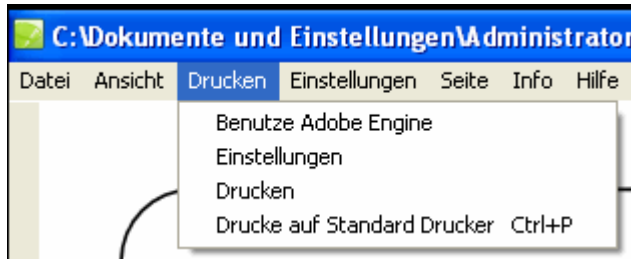 C:\Dokumente und Einstellungen\Administrator
Datei Ansicht Drucken Einstellungen Seite Info Hilfe
Benutze Adobe Engine
Einstellungen
Drucken
Drucke auf Standard Drucker Ctrl+P